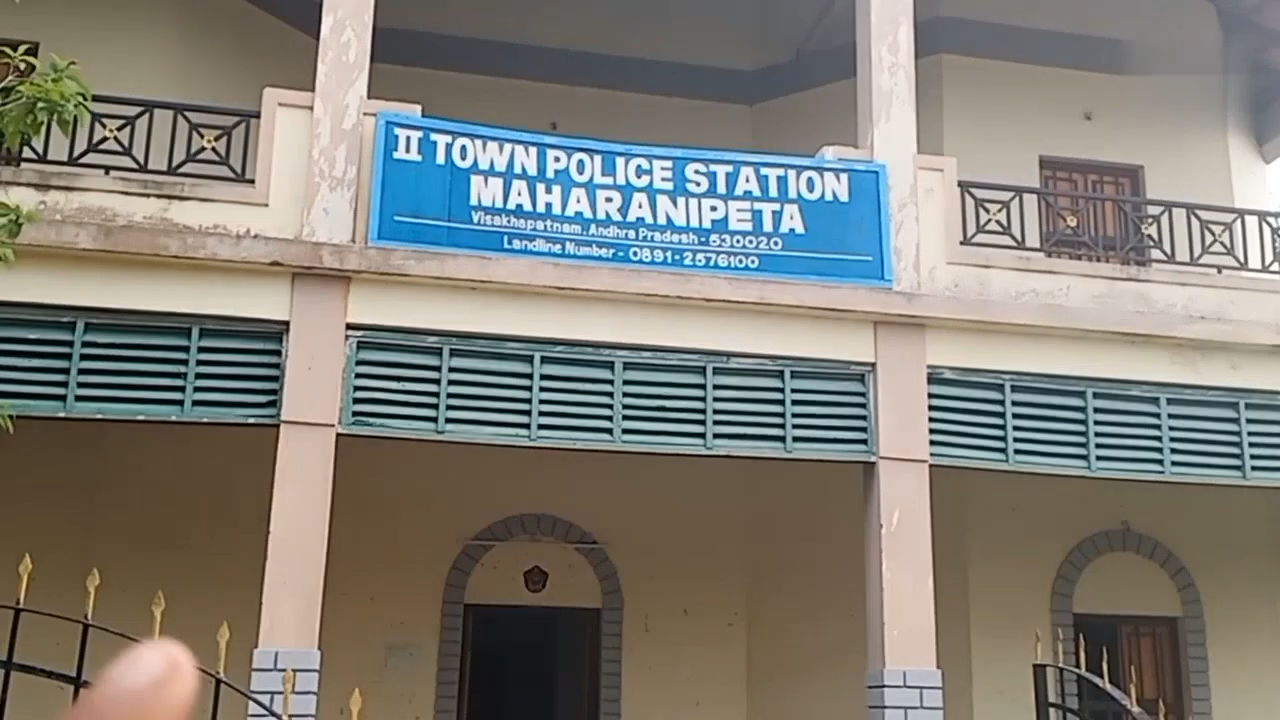 II TOWN POLICE STATION
MAHARANIPETA
Visakhapatnam. Andhra Pradesh - 530020
Landline Number - 0891-2576100